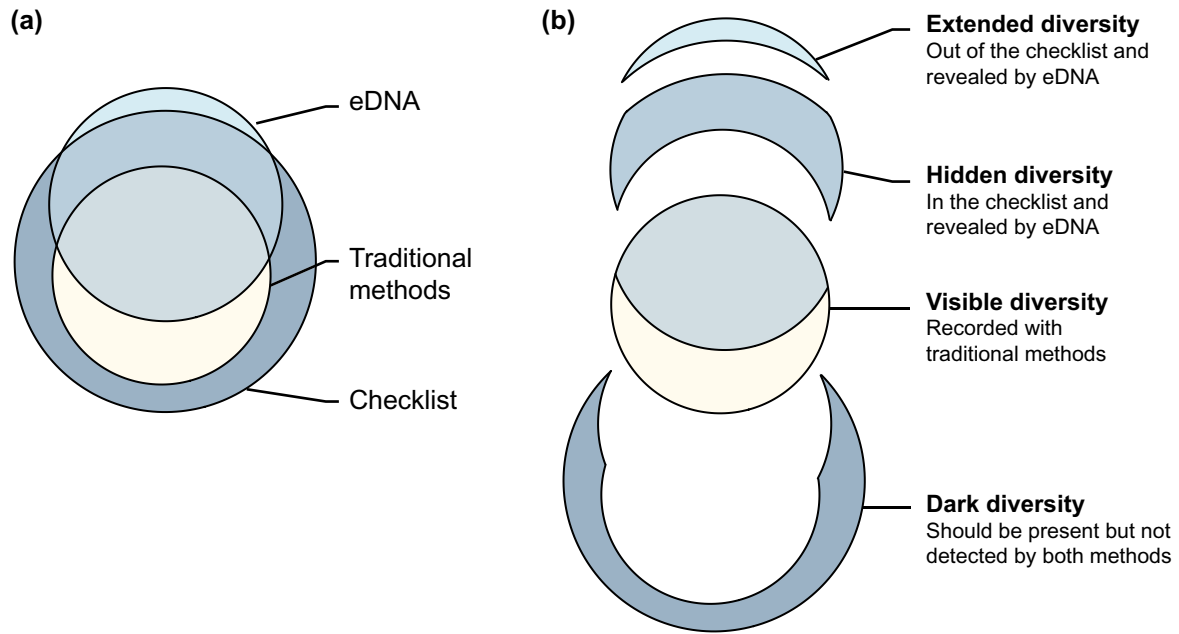 (a)
eDNA
Traditional
methods
Checklist
(b)
Extended diversity
Out of the checklist and
revealed by eDNA
Hidden diversity
In the checklist and
revealed by eDNA
Visible diversity
Recorded with
traditional methods
Dark diversity
Should be present but not
detected by both methods